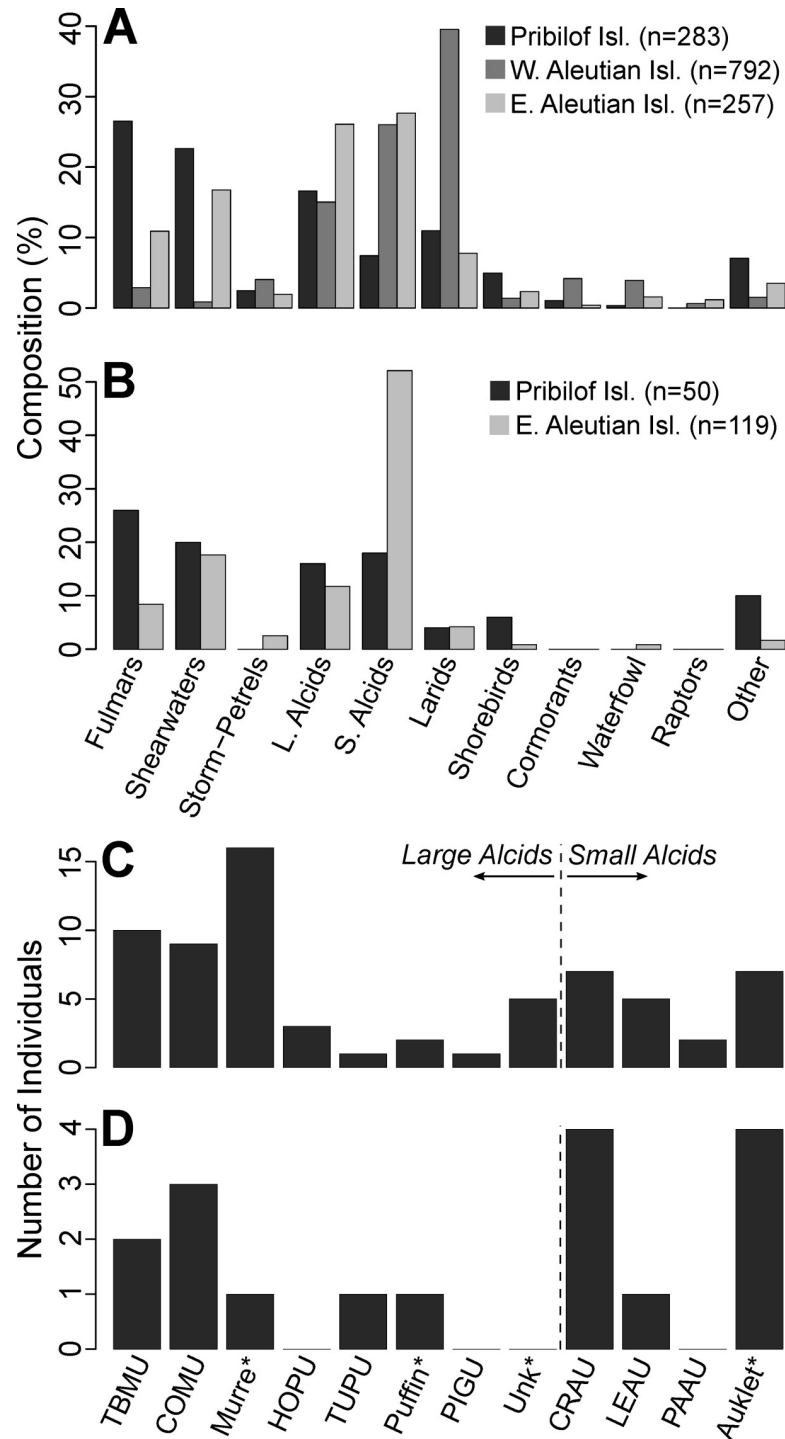 A
Pribilof Isl. (n=283)
W. Aleutian Isl. (n=792)
E. Aleutian Isl. (n=257)
40
30
20
10
0
Composition (%)
B
Pribilof Isl. (n=50)
E. Aleutian Isl. (n=119)
50
40
30
20
10
0
Fulmars
Shearwaters
Storm−Petrels
L. Alcids
S. Alcids
Larids
Shorebirds
Cormorants
Waterfowl
Raptors
Other
C
Large Alcids
Small Alcids
15
10
5
0
Number of Individuals
D
4
3
2
1
0
TBMU
COMU
Murre*
HOPU
TUPU
Puffin*
PIGU
Unk*
CRAU
LEAU
PAAU
Auklet*